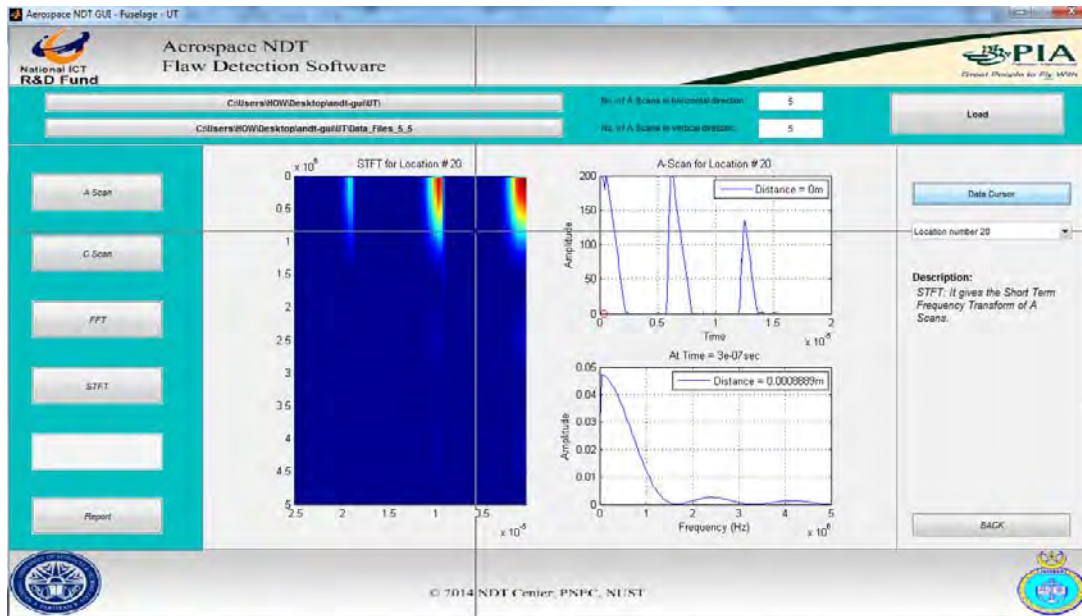 Aerospace NDT GUI - Fuselage - UT
National ICT
R&D Fund
Aerospace NDT
Flaw Detection Software
PIA
Great People to Fly With
C:\Users\HOW\Desktop\andt-gui\UT\
C:\Users\HOW\Desktop\andt-gui\UT\Data_Files_5_5
No. of A Scans in horizontal direction:
5
No. of A Scans in vertical direction:
5
Load
A Scan
C Scan
FFT
STFT
Report
STFT for Location # 20
0
0.5
1
1.5
2
2.5
3
3.5
4
4.5
5
2.5
2
1.5
1
0.5
A-Scan for Location # 20
Distance = 0m
Amplitude
200
150
100
50
0
0
0.5
1
1.5
2
Time
x 10⁻⁵
At Time = 3e-07sec
Distance = 0.0008889m
Amplitude
0.05
0.04
0.03
0.02
0.01
0
0
1
2
3
4
5
Frequency (Hz)
x 10⁶
Data Cursor
Location number 20
Description:
STFT: It gives the Short Term
Frequency Transform of A
Scans.
BACK
© 2014 NDT Center, PNEC, NUST